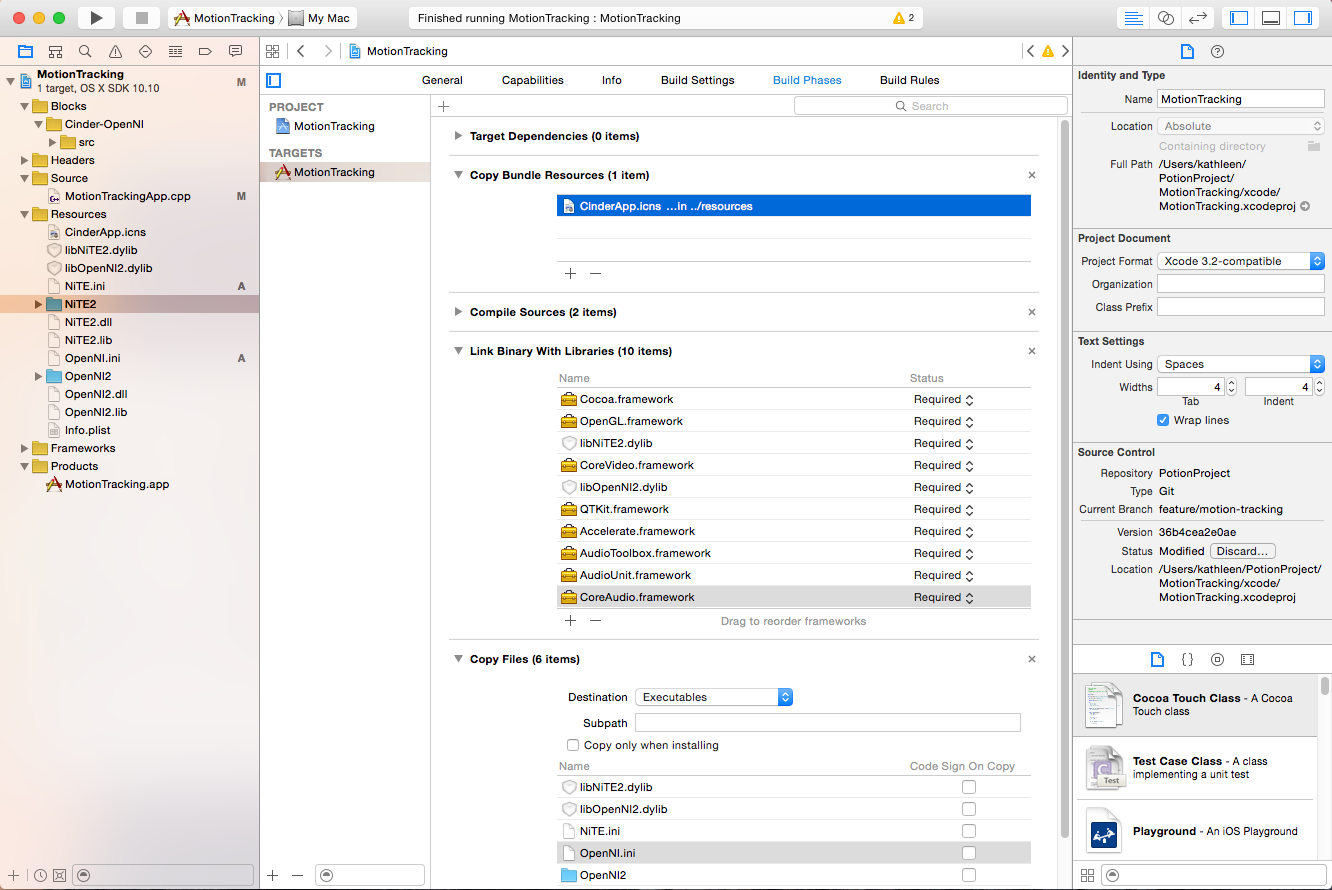 MotionTracking
My Mac
Finished running MotionTracking : MotionTracking
2
MotionTracking
1 target, OS X SDK 10.10
M
Blocks
Cinder-OpenNI
src
Headers
Source
MotionTrackingApp.cpp
M
Resources
CinderApp.icns
libNiTE2.dylib
libOpenNI2.dylib
NiTE.ini
A
NiTE2
NiTE2.dll
NiTE2.lib
OpenNI.ini
A
OpenNI2
OpenNI2.dll
OpenNI2.lib
Info.plist
Frameworks
Products
MotionTracking.app
MotionTracking
General
Capabilities
Info
Build Settings
Build Phases
Build Rules
PROJECT
MotionTracking
TARGETS
MotionTracking
Search
Target Dependencies (0 items)
Copy Bundle Resources (1 item)
CinderApp.icns ...in ../resources
Compile Sources (2 items)
Link Binary With Libraries (10 items)
Name Status
Cocoa.framework Required
OpenGL.framework Required
libNiTE2.dylib Required
CoreVideo.framework Required
libOpenNI2.dylib Required
QTKit.framework Required
Accelerate.framework Required
AudioToolbox.framework Required
AudioUnit.framework Required
CoreAudio.framework Required
Drag to reorder frameworks
Copy Files (6 items)
Destination Executables
Subpath
Copy only when installing
Name Code Sign On Copy
libNiTE2.dylib
libOpenNI2.dylib
NiTE.ini
OpenNI.ini
OpenNI2
Identity and Type
Name MotionTracking
Location Absolute
Containing directory
Full Path /Users/kathleen/
PotionProject/
MotionTracking/xcode/
MotionTracking.xcodeproj
Project Document
Project Format Xcode 3.2-compatible
Organization
Class Prefix
Text Settings
Indent Using Spaces
Widths 4 4
Tab Indent
Wrap lines
Source Control
Repository PotionProject
Type Git
Current Branch feature/motion-tracking
Version 36b4cea2e0ae
Status Modified Discard...
Location /Users/kathleen/PotionProject/
MotionTracking/xcode/
MotionTracking.xcodeproj
{}
Cocoa Touch Class - A Cocoa
Touch class
Test Case Class - A class
implementing a unit test
Test
Playground - An iOS Playground